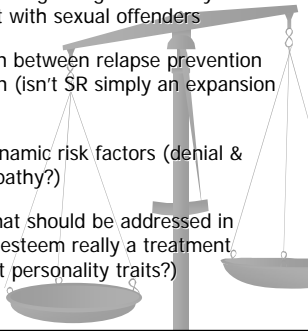 t with sexual offenders
n between relapse prevention
n (isn't SR simply an expansion
namic risk factors (denial &
pathy?)
hat should be addressed in
esteem really a treatment
t personality traits?)